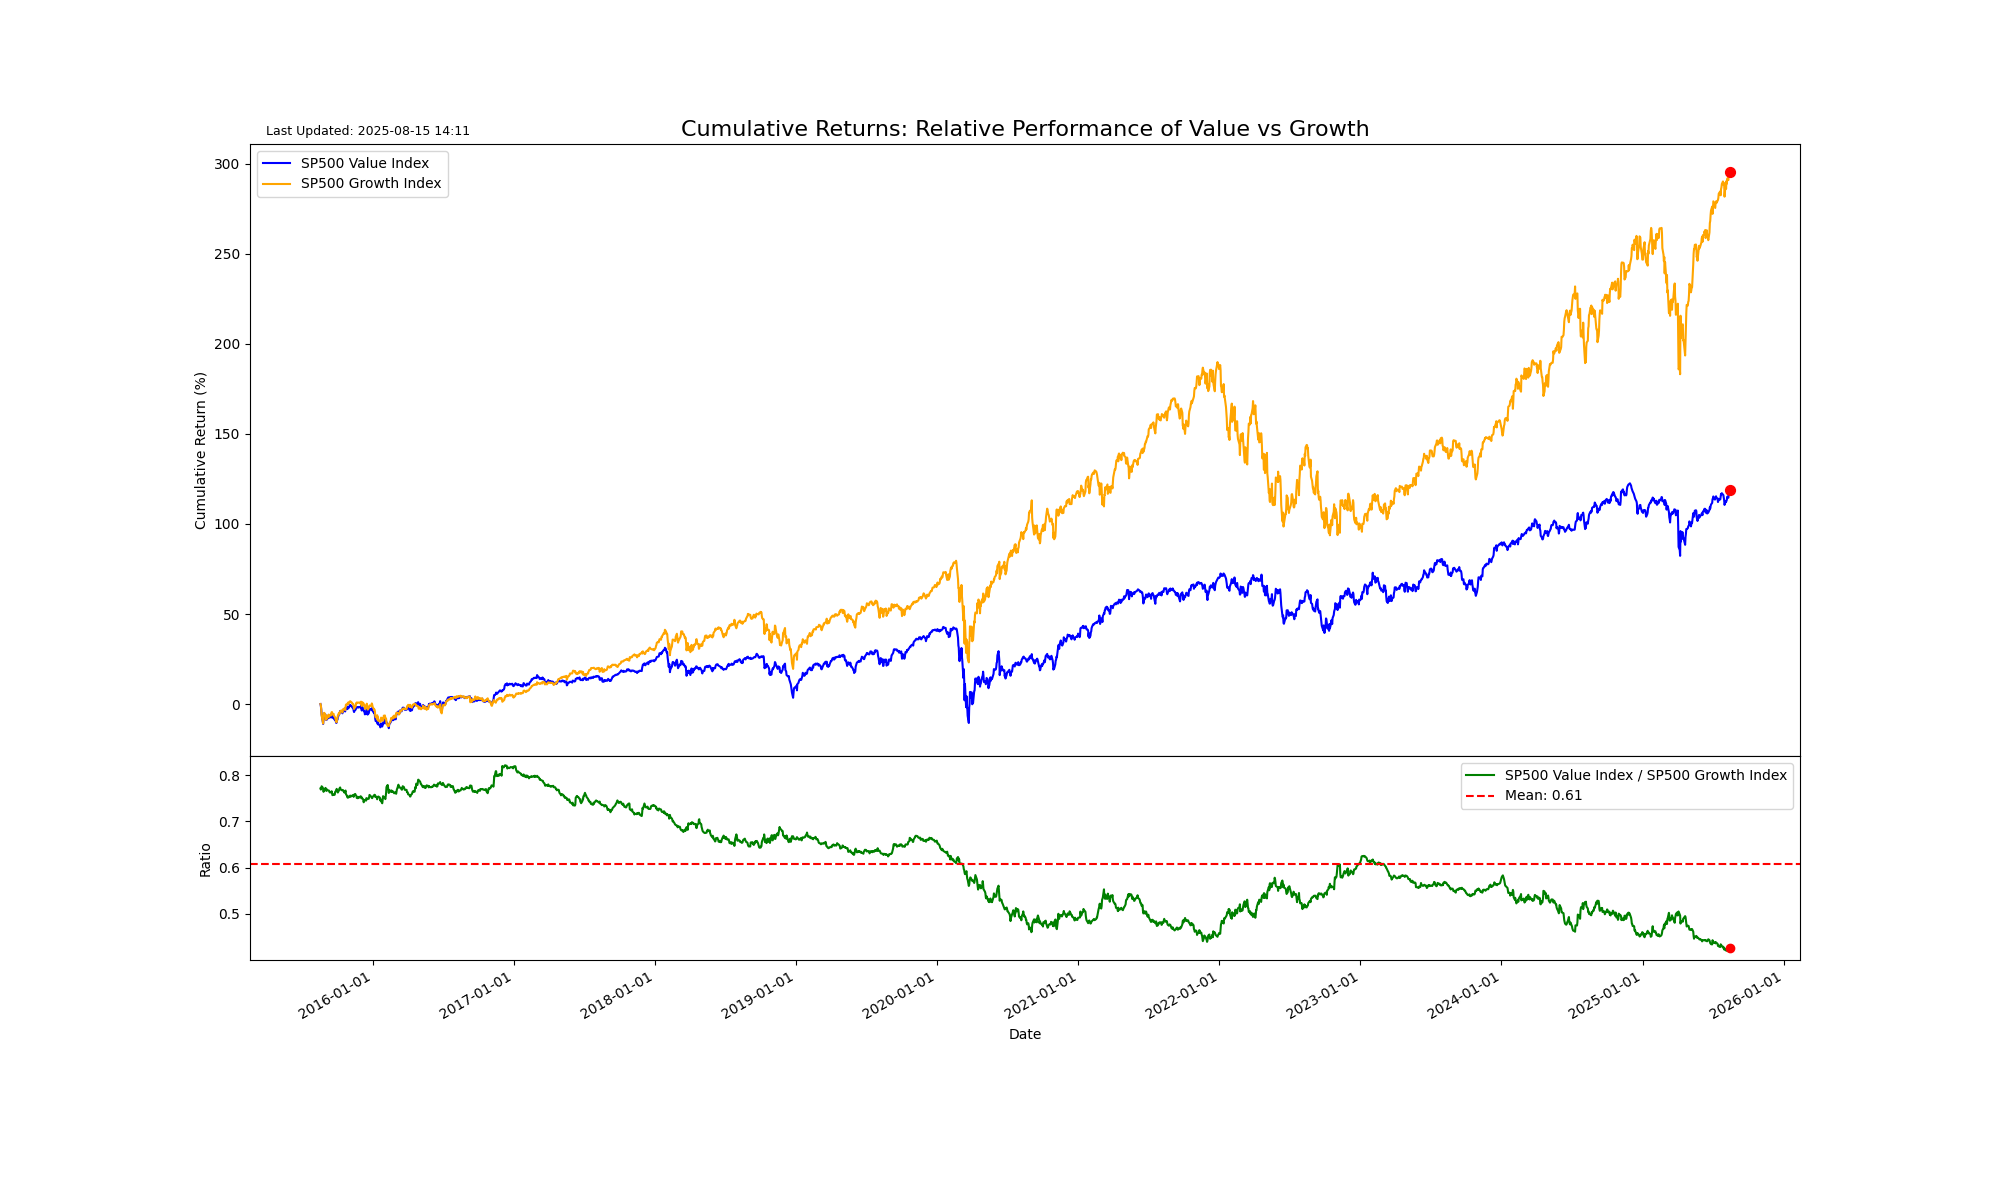 Last Updated: 2025-08-15 14:11
Cumulative Returns: Relative Performance of Value vs Growth
SP500 Value Index
SP500 Growth Index
300
250
200
150
100
50
0
Cumulative Return (%)
SP500 Value Index / SP500 Growth Index
Mean: 0.61
0.8
0.7
0.6
0.5
Ratio
2016-01-01
2017-01-01
2018-01-01
2019-01-01
2020-01-01
2021-01-01
2022-01-01
2023-01-01
2024-01-01
2025-01-01
2026-01-01
Date